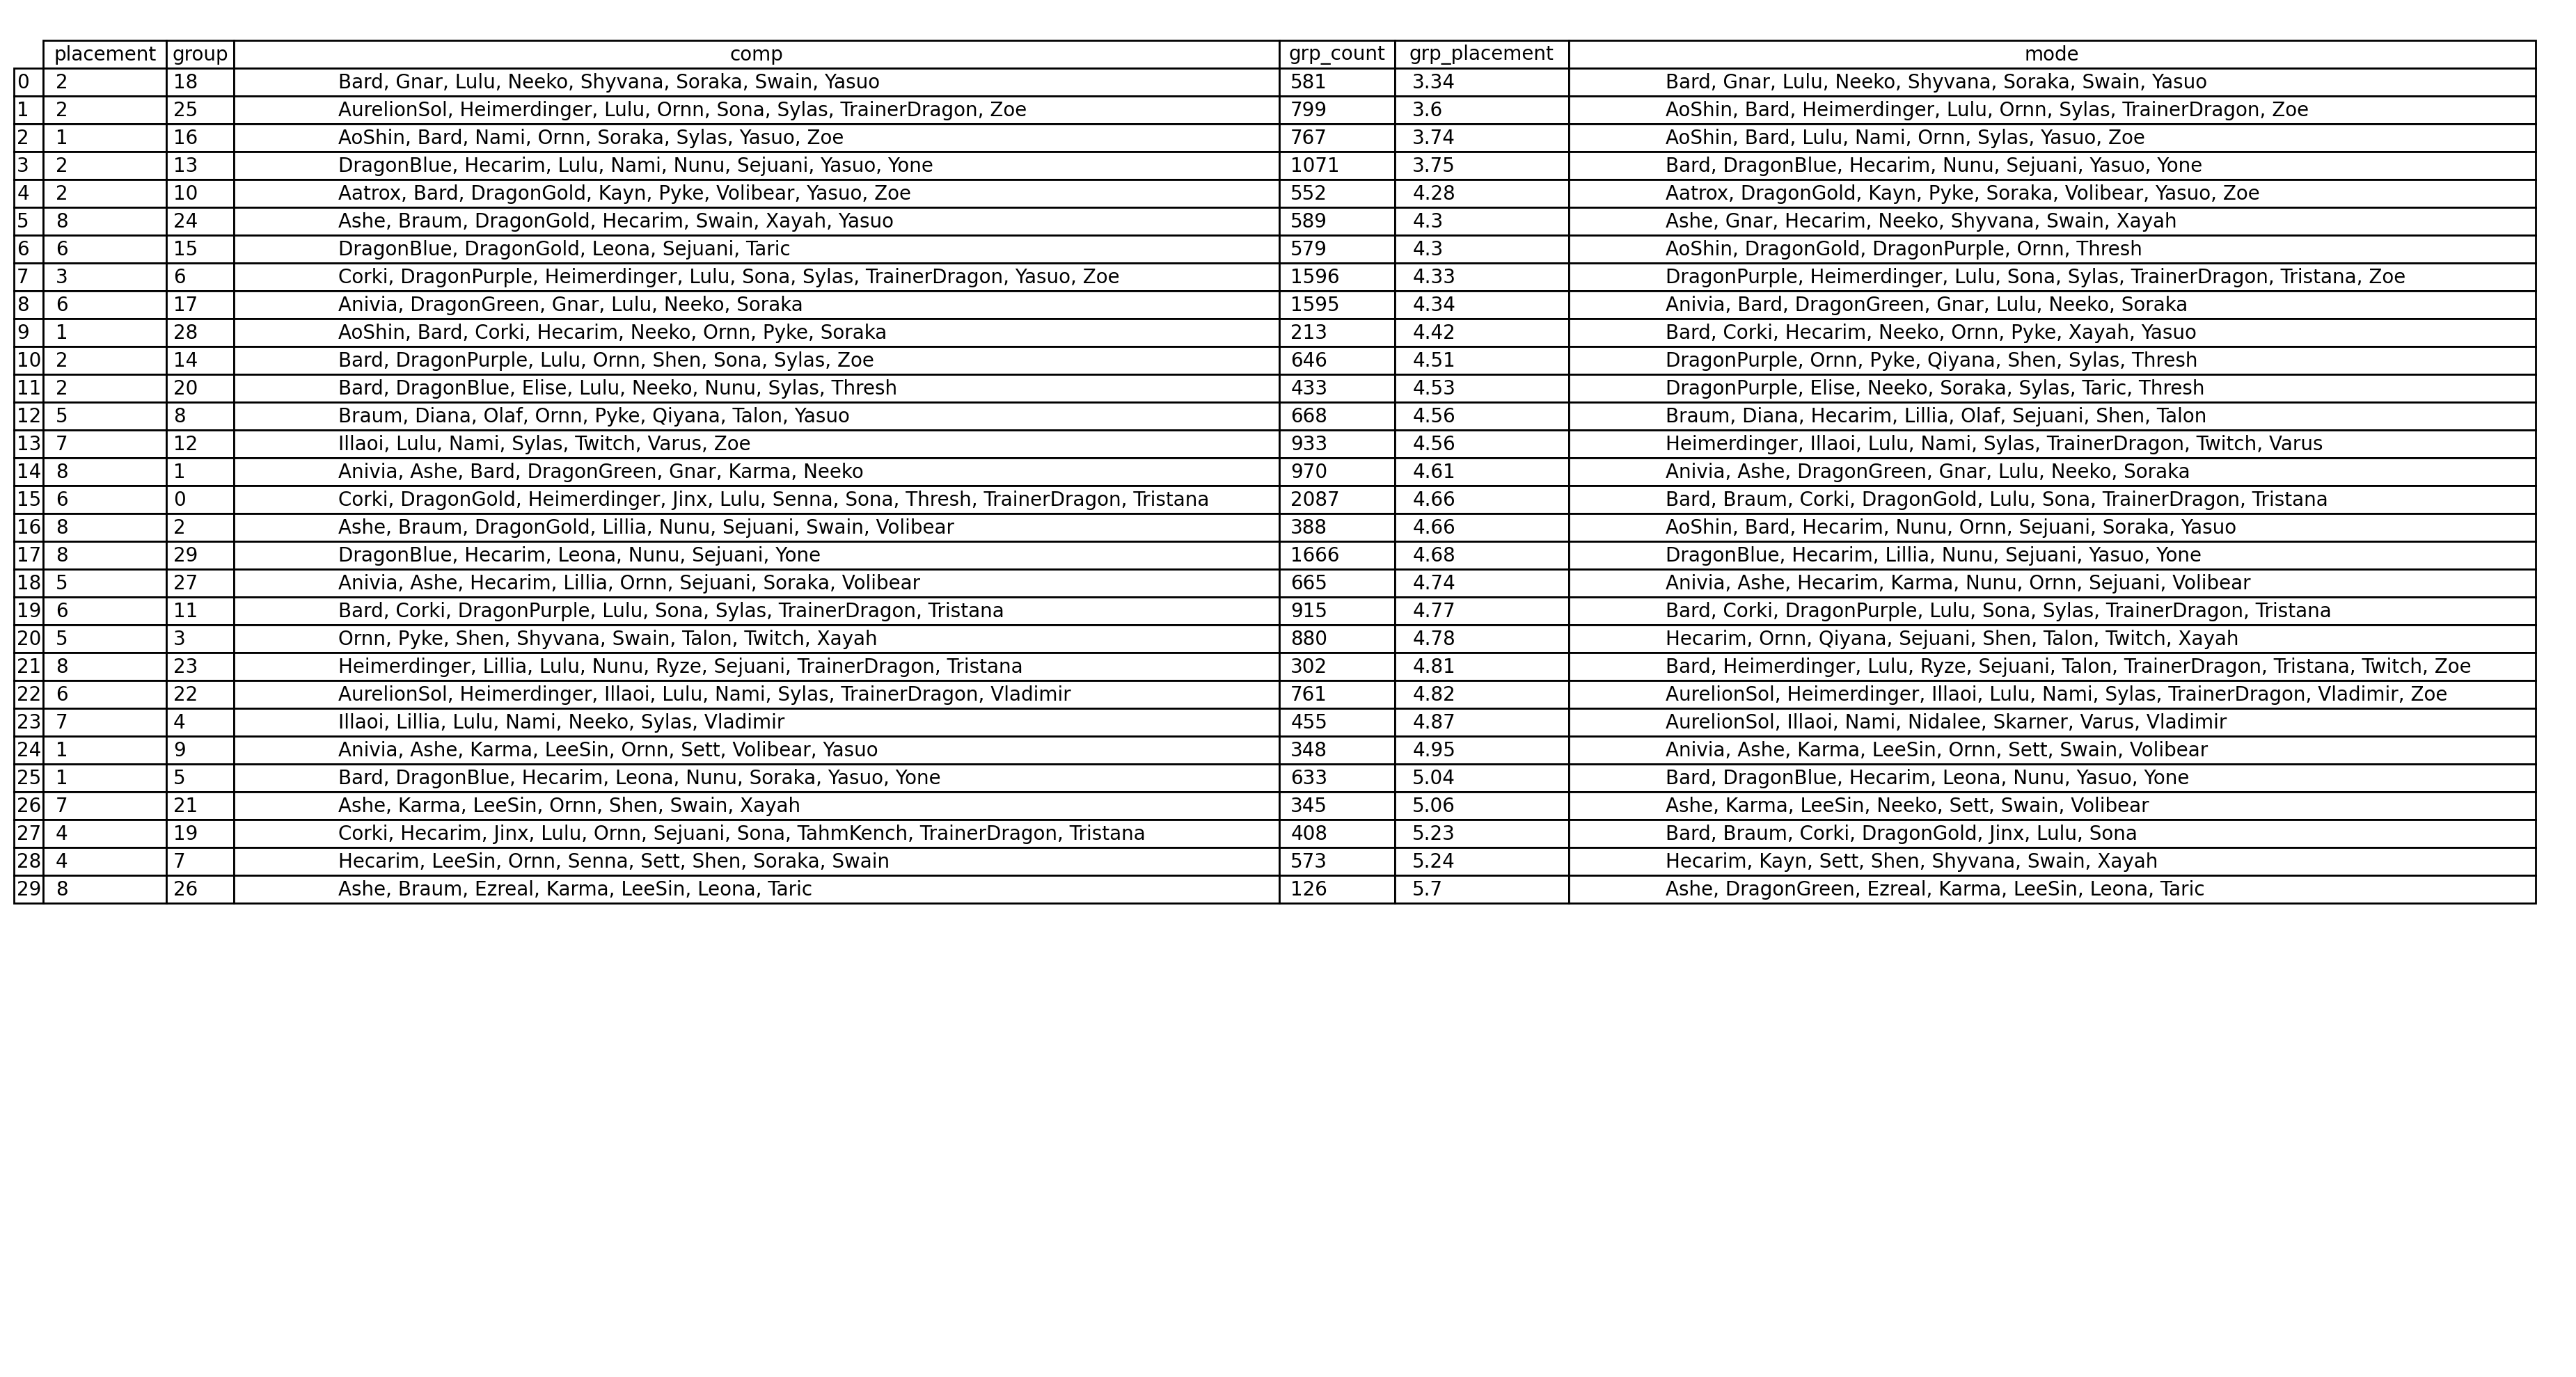 placement group comp grp_count grp_placement mode
0 2 18 Bard, Gnar, Lulu, Neeko, Shyvana, Soraka, Swain, Yasuo 581 3.34 Bard, Gnar, Lulu, Neeko, Shyvana, Soraka, Swain, Yasuo
1 2 25 AurelionSol, Heimerdinger, Lulu, Ornn, Sona, Sylas, TrainerDragon, Zoe 799 3.6 AoShin, Bard, Heimerdinger, Lulu, Ornn, Sylas, TrainerDragon, Zoe
2 1 16 AoShin, Bard, Nami, Ornn, Soraka, Sylas, Yasuo, Zoe 767 3.74 AoShin, Bard, Lulu, Nami, Ornn, Sylas, Yasuo, Zoe
3 2 13 DragonBlue, Hecarim, Lulu, Nami, Nunu, Sejuani, Yasuo, Yone 1071 3.75 Bard, DragonBlue, Hecarim, Nunu, Sejuani, Yasuo, Yone
4 2 10 Aatrox, Bard, DragonGold, Kayn, Pyke, Volibear, Yasuo, Zoe 552 4.28 Aatrox, DragonGold, Kayn, Pyke, Soraka, Volibear, Yasuo, Zoe
5 8 24 Ashe, Braum, DragonGold, Hecarim, Swain, Xayah, Yasuo 589 4.3 Ashe, Gnar, Hecarim, Neeko, Shyvana, Swain, Xayah
6 6 15 DragonBlue, DragonGold, Leona, Sejuani, Taric 579 4.3 AoShin, DragonGold, DragonPurple, Ornn, Thresh
7 3 6 Corki, DragonPurple, Heimerdinger, Lulu, Sona, Sylas, TrainerDragon, Yasuo, Zoe 1596 4.33 DragonPurple, Heimerdinger, Lulu, Sona, Sylas, TrainerDragon, Tristana, Zoe
8 6 17 Anivia, DragonGreen, Gnar, Lulu, Neeko, Soraka 1595 4.34 Anivia, Bard, DragonGreen, Gnar, Lulu, Neeko, Soraka
9 1 28 AoShin, Bard, Corki, Hecarim, Neeko, Ornn, Pyke, Soraka 213 4.42 Bard, Corki, Hecarim, Neeko, Ornn, Pyke, Xayah, Yasuo
10 2 14 Bard, DragonPurple, Lulu, Ornn, Shen, Sona, Sylas, Zoe 646 4.51 DragonPurple, Ornn, Pyke, Qiyana, Shen, Sylas, Thresh
11 2 20 Bard, DragonBlue, Elise, Lulu, Neeko, Nunu, Sylas, Thresh 433 4.53 DragonPurple, Elise, Neeko, Soraka, Sylas, Taric, Thresh
12 5 8 Braum, Diana, Olaf, Ornn, Pyke, Qiyana, Talon, Yasuo 668 4.56 Braum, Diana, Hecarim, Lillia, Olaf, Sejuani, Shen, Talon
13 7 12 Illaoi, Lulu, Nami, Sylas, Twitch, Varus, Zoe 933 4.56 Heimerdinger, Illaoi, Lulu, Nami, Sylas, TrainerDragon, Twitch, Varus
14 8 1 Anivia, Ashe, Bard, DragonGreen, Gnar, Karma, Neeko 970 4.61 Anivia, Ashe, DragonGreen, Gnar, Lulu, Neeko, Soraka
15 6 0 Corki, DragonGold, Heimerdinger, Jinx, Lulu, Senna, Sona, Thresh, TrainerDragon, Tristana 2087 4.66 Bard, Braum, Corki, DragonGold, Lulu, Sona, TrainerDragon, Tristana
16 8 2 Ashe, Braum, DragonGold, Lillia, Nunu, Sejuani, Swain, Volibear 388 4.66 AoShin, Bard, Hecarim, Nunu, Ornn, Sejuani, Soraka, Yasuo
17 8 29 DragonBlue, Hecarim, Leona, Nunu, Sejuani, Yone 1666 4.68 DragonBlue, Hecarim, Lillia, Nunu, Sejuani, Yasuo, Yone
18 5 27 Anivia, Ashe, Hecarim, Lillia, Ornn, Sejuani, Soraka, Volibear 665 4.74 Anivia, Ashe, Hecarim, Karma, Nunu, Ornn, Sejuani, Volibear
19 6 11 Bard, Corki, DragonPurple, Lulu, Sona, Sylas, TrainerDragon, Tristana 915 4.77 Bard, Corki, DragonPurple, Lulu, Sona, Sylas, TrainerDragon, Tristana
20 5 3 Ornn, Pyke, Shen, Shyvana, Swain, Talon, Twitch, Xayah 880 4.78 Hecarim, Ornn, Qiyana, Sejuani, Shen, Talon, Twitch, Xayah
21 8 23 Heimerdinger, Lillia, Lulu, Nunu, Ryze, Sejuani, TrainerDragon, Tristana 302 4.81 Bard, Heimerdinger, Lulu, Ryze, Sejuani, Talon, TrainerDragon, Tristana, Twitch, Zoe
22 6 22 AurelionSol, Heimerdinger, Illaoi, Lulu, Nami, Sylas, TrainerDragon, Vladimir 761 4.82 AurelionSol, Heimerdinger, Illaoi, Lulu, Nami, Sylas, TrainerDragon, Vladimir, Zoe
23 7 4 Illaoi, Lillia, Lulu, Nami, Neeko, Sylas, Vladimir 455 4.87 AurelionSol, Illaoi, Nami, Nidalee, Skarner, Varus, Vladimir
24 1 9 Anivia, Ashe, Karma, LeeSin, Ornn, Sett, Volibear, Yasuo 348 4.95 Anivia, Ashe, Karma, LeeSin, Ornn, Sett, Swain, Volibear
25 1 5 Bard, DragonBlue, Hecarim, Leona, Nunu, Soraka, Yasuo, Yone 633 5.04 Bard, DragonBlue, Hecarim, Leona, Nunu, Yasuo, Yone
26 7 21 Ashe, Karma, LeeSin, Ornn, Shen, Swain, Xayah 345 5.06 Ashe, Karma, LeeSin, Neeko, Sett, Swain, Volibear
27 4 19 Corki, Hecarim, Jinx, Lulu, Ornn, Sejuani, Sona, TahmKench, TrainerDragon, Tristana 408 5.23 Bard, Braum, Corki, DragonGold, Jinx, Lulu, Sona
28 4 7 Hecarim, LeeSin, Ornn, Senna, Sett, Shen, Soraka, Swain 573 5.24 Hecarim, Kayn, Sett, Shen, Shyvana, Swain, Xayah
29 8 26 Ashe, Braum, Ezreal, Karma, LeeSin, Leona, Taric 126 5.7 Ashe, DragonGreen, Ezreal, Karma, LeeSin, Leona, Taric